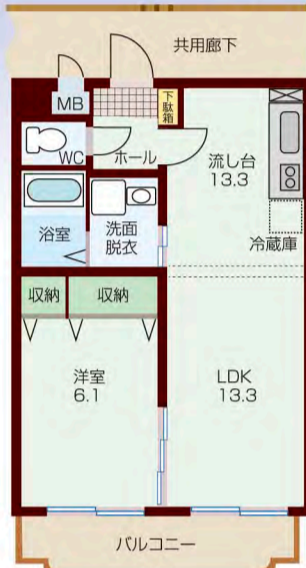 共用廊下
MB
下駄箱
WC
ホール
流し台
13.3
浴室
洗面
脱衣
冷蔵庫
収納
収納
洋室
6.1
LDK
13.3
バルコニー